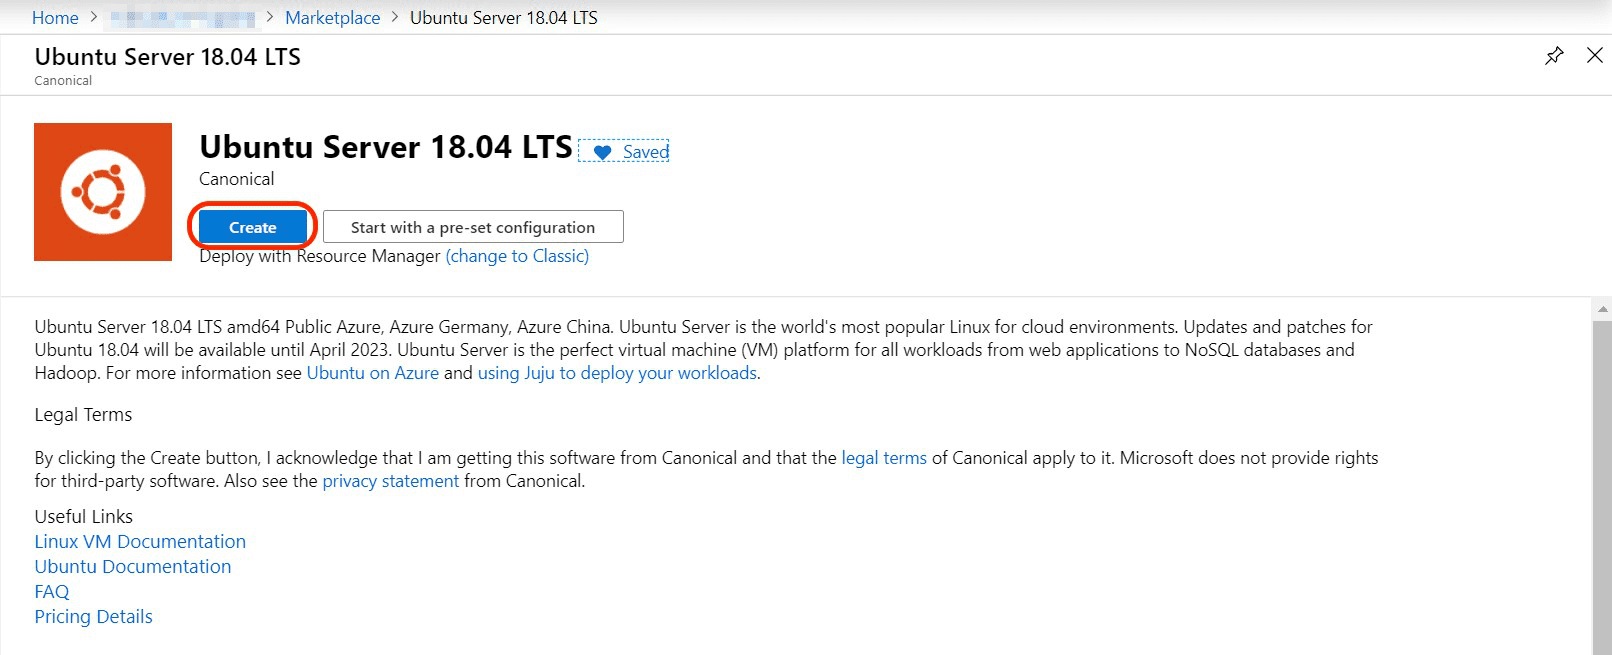 Home > > Marketplace > Ubuntu Server 18.04 LTS
Ubuntu Server 18.04 LTS
Canonical
Ubuntu Server 18.04 LTS Saved
Canonical
Create Start with a pre-set configuration
Deploy with Resource Manager (change to Classic)
Ubuntu Server 18.04 LTS amd64 Public Azure, Azure Germany, Azure China. Ubuntu Server is the world's most popular Linux for cloud environments. Updates and patches for
Ubuntu 18.04 will be available until April 2023. Ubuntu Server is the perfect virtual machine (VM) platform for all workloads from web applications to NoSQL databases and
Hadoop. For more information see Ubuntu on Azure and using Juju to deploy your workloads.
Legal Terms
By clicking the Create button, I acknowledge that I am getting this software from Canonical and that the legal terms of Canonical apply to it. Microsoft does not provide rights
for third-party software. Also see the privacy statement from Canonical.
Useful Links
Linux VM Documentation
Ubuntu Documentation
FAQ
Pricing Details